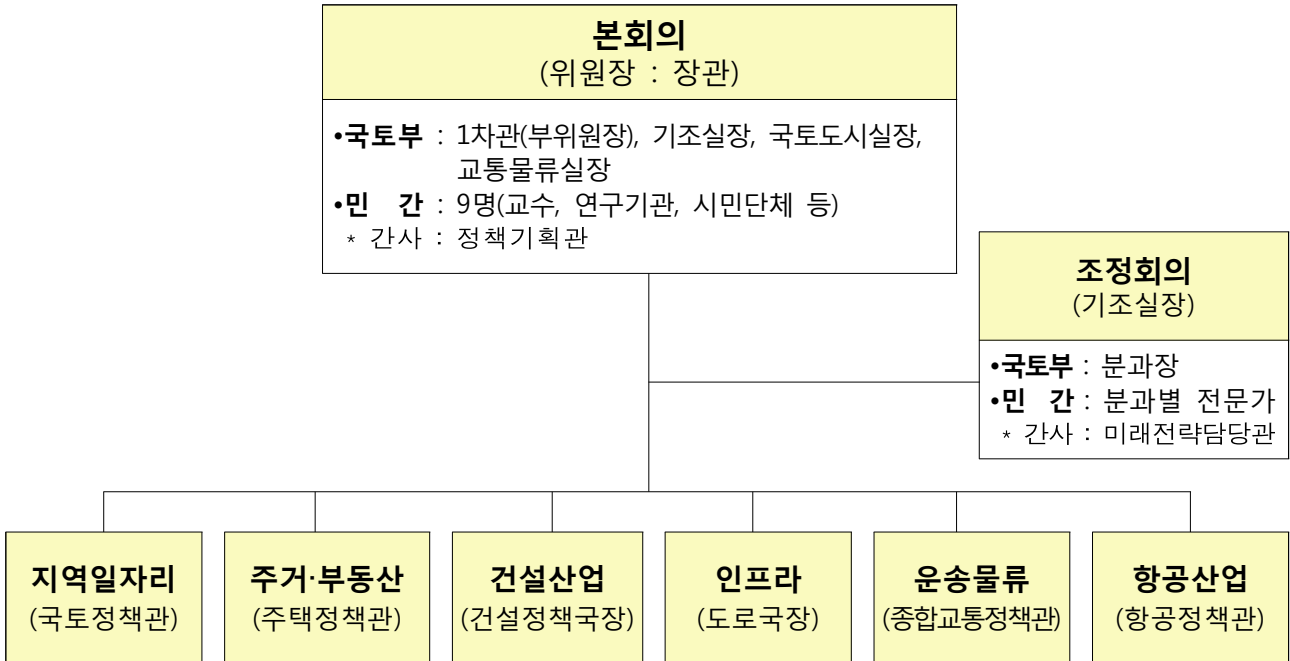 본회의
(위원장 : 장관)
•국토부 : 1차관(부위원장), 기조실장, 국토도시실장,
교통물류실장
•민 간 : 9명(교수, 연구기관, 시민단체 등)
* 간사 : 정책기획관
조정회의
(기조실장)
•국토부 : 분과장
•민 간 : 분과별 전문가
* 간사 : 미래전략담당관
지역일자리
(국토정책관)
주거·부동산
(주택정책관)
건설산업
(건설정책국장)
인프라
(도로국장)
운송물류
(종합교통정책관)
항공산업
(항공정책관)